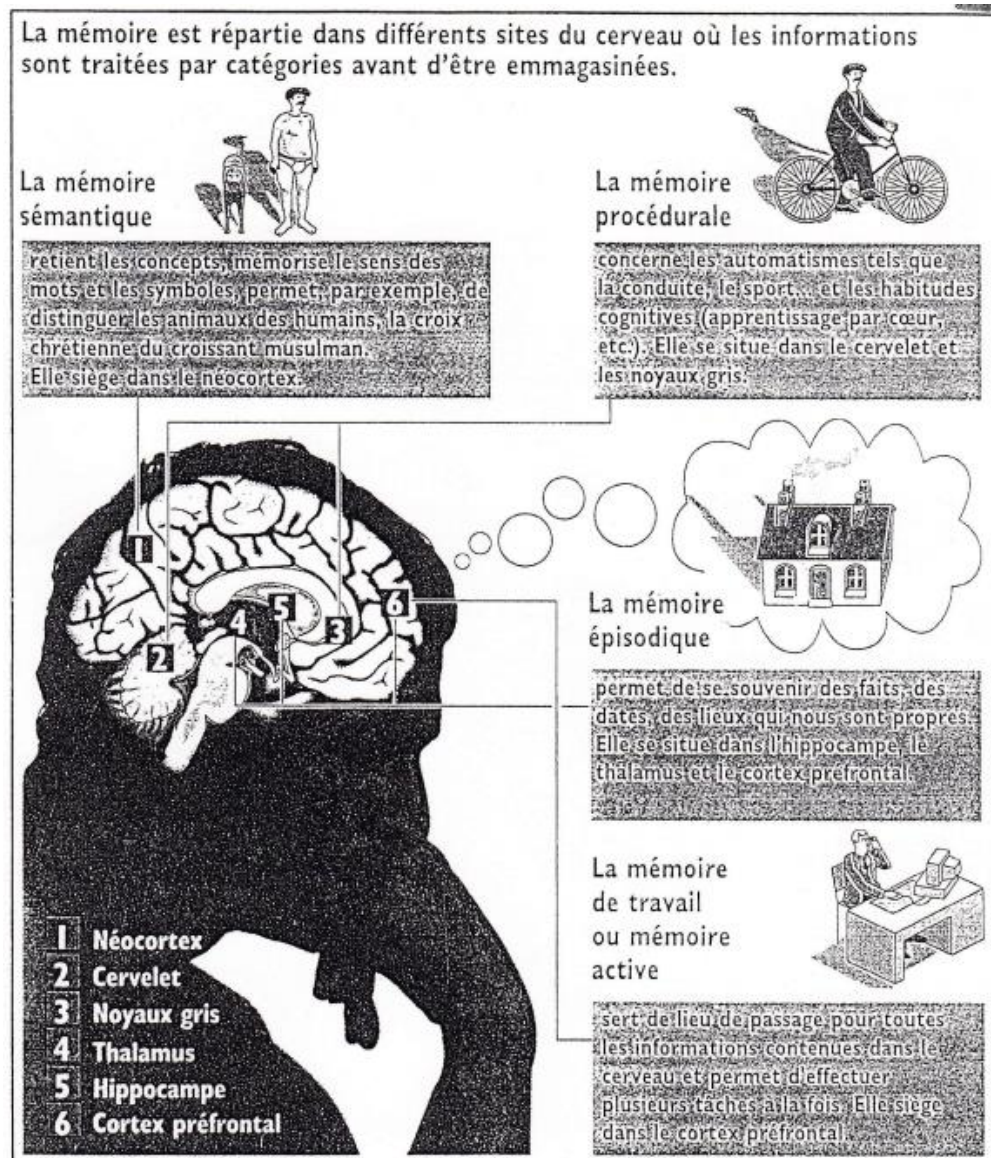 La mémoire est répartie dans différents sites du cerveau où les informations
sont traitées par catégories avant d'être emmagasinées.
La mémoire
sémantique
retient les concepts, mémorise le sens des
mots et les symboles, permet, par exemple, de
distinguer les animaux des humains, la croix
chrétienne du croissant musulman.
Elle siège dans le néocortex.
La mémoire
procédurale
concerne les automatismes tels que
la conduite, le sport... et les habitudes
cognitives (apprentissage par cœur,
etc.). Elle se situe dans le cervelet et
les noyaux gris.
1
2
3
4
5
6
La mémoire
épisodique
permet de se souvenir des faits, des
dates, des lieux qui nous sont propres.
Elle se situe dans l'hippocampe, le
thalamus et le cortex préfrontal.
La mémoire
de travail
ou mémoire
active
sert de lieu de passage pour toutes
les informations contenues dans le
cerveau et permet d'effectuer
plusieurs tâches à la fois. Elle siège
dans le cortex préfrontal.
1 Néocortex
2 Cervelet
3 Noyaux gris
4 Thalamus
5 Hippocampe
6 Cortex préfrontal